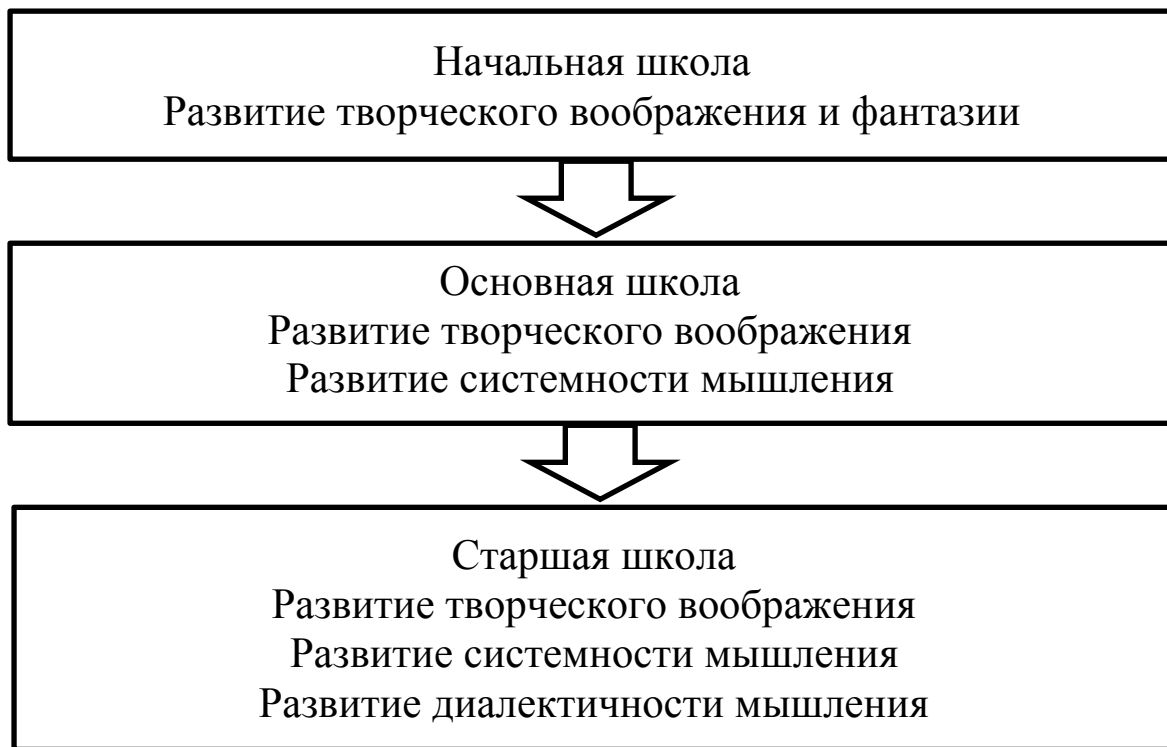 Начальная школа
Развитие творческого воображения и фантазии
Основная школа
Развитие творческого воображения
Развитие системности мышления
Старшая школа
Развитие творческого воображения
Развитие системности мышления
Развитие диалектичности мышления